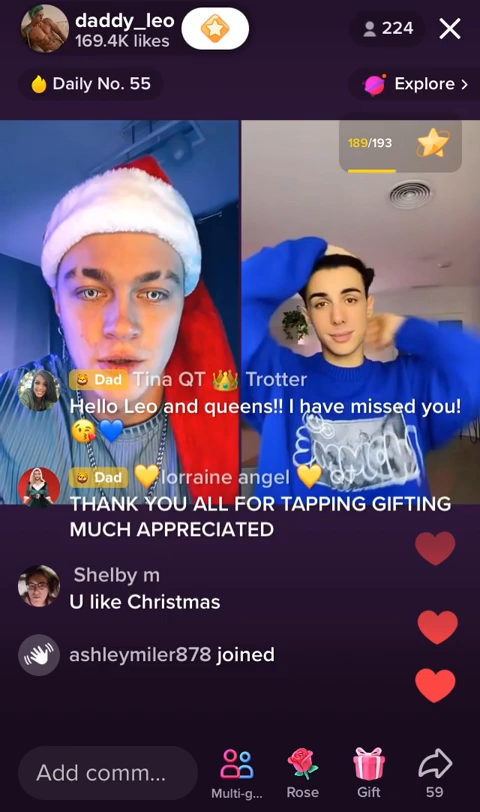 daddy_leo
169.4K likes
224
Daily No. 55
Explore >
189/193
Dad Tina QT Trotter
Hello Leo and queens!! I have missed you!
Dad lorraine angel
THANK YOU ALL FOR TAPPING GIFTING
MUCH APPRECIATED
Shelby m
U like Christmas
ashleymiler878 joined
Add comm...
Multi-g...
Rose
Gift
59